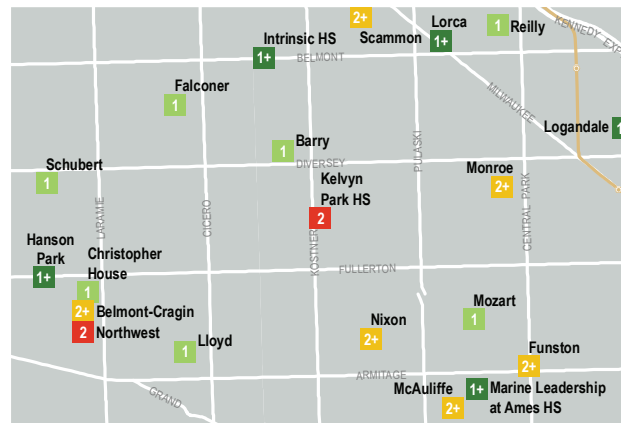 2+
Scammon
Lorca
1+
1
Reilly
KENNEDY EXP
Intrinsic HS
1+
BELMONT
Falconer
1
MILWAUKEE
Logandale
1
Barry
1
DIVERSEY
PULASKI
Schubert
1
Monroe
2+
Kelvyn
Park HS
2
LARAMIE
CICERO
KOSTNER
CENTRAL PARK
Hanson
Park
1+
Christopher
House
1
FULLERTON
2+
Belmont-Cragin
2
Northwest
Lloyd
1
Nixon
2+
Mozart
1
Funston
2+
ARMITAGE
GRAND
McAuliffe
2+
1+
Marine Leadership
at Ames HS